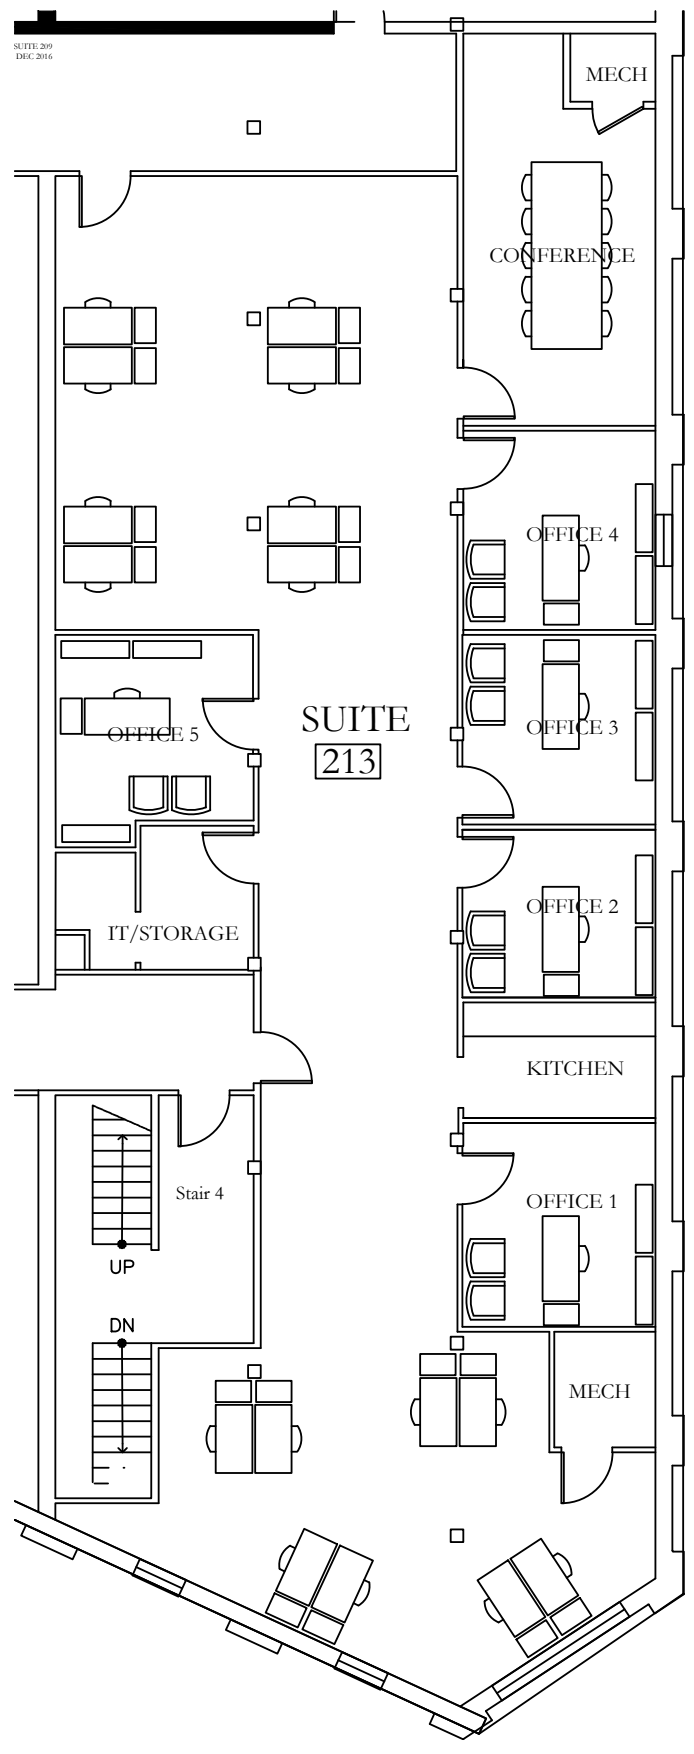 SUITE 209
DEC 2016
MECH
CONFERENCE
OFFICE 4
SUITE
213
OFFICE 3
OFFICE 5
OFFICE 2
IT/STORAGE
KITCHEN
Stair 4
OFFICE 1
UP
DN
MECH